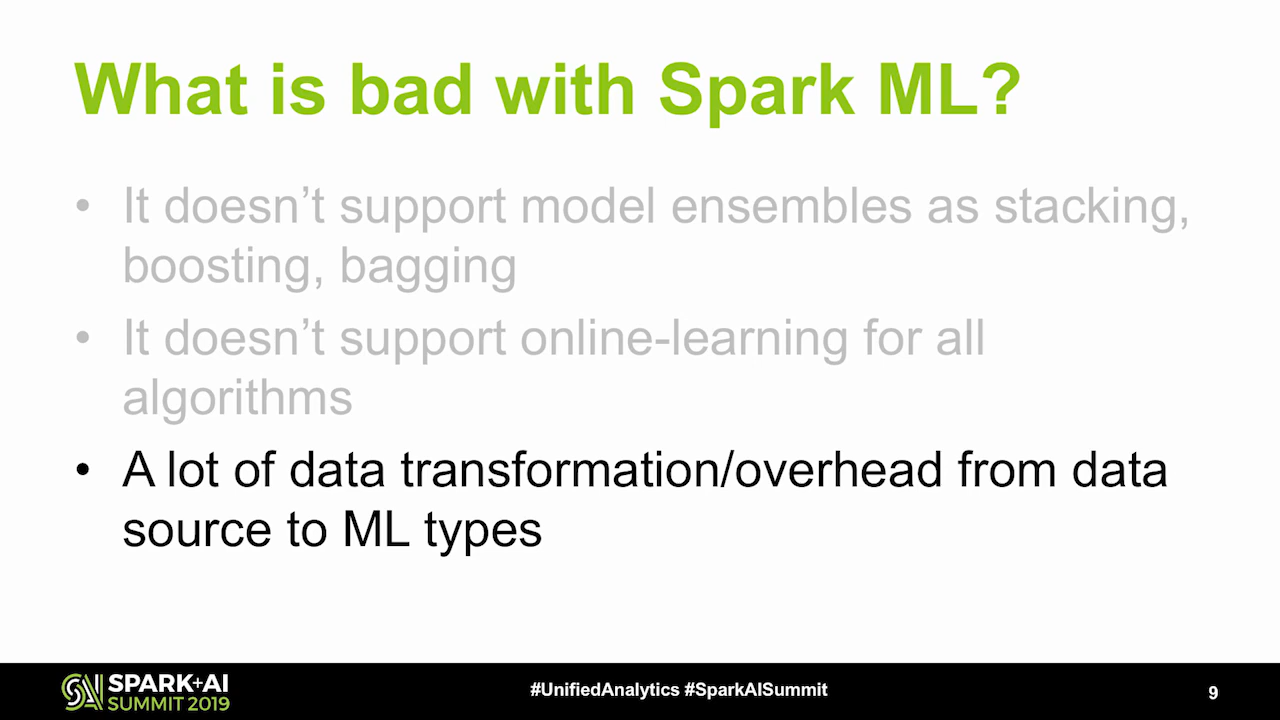 What is bad with Spark ML?
• It doesn’t support model ensembles as stacking,
boosting, bagging
• It doesn’t support online-learning for all
algorithms
• A lot of data transformation/overhead from data
source to ML types
SPARK+AI
SUMMIT 2019
#UnifiedAnalytics #SparkAISummit
9